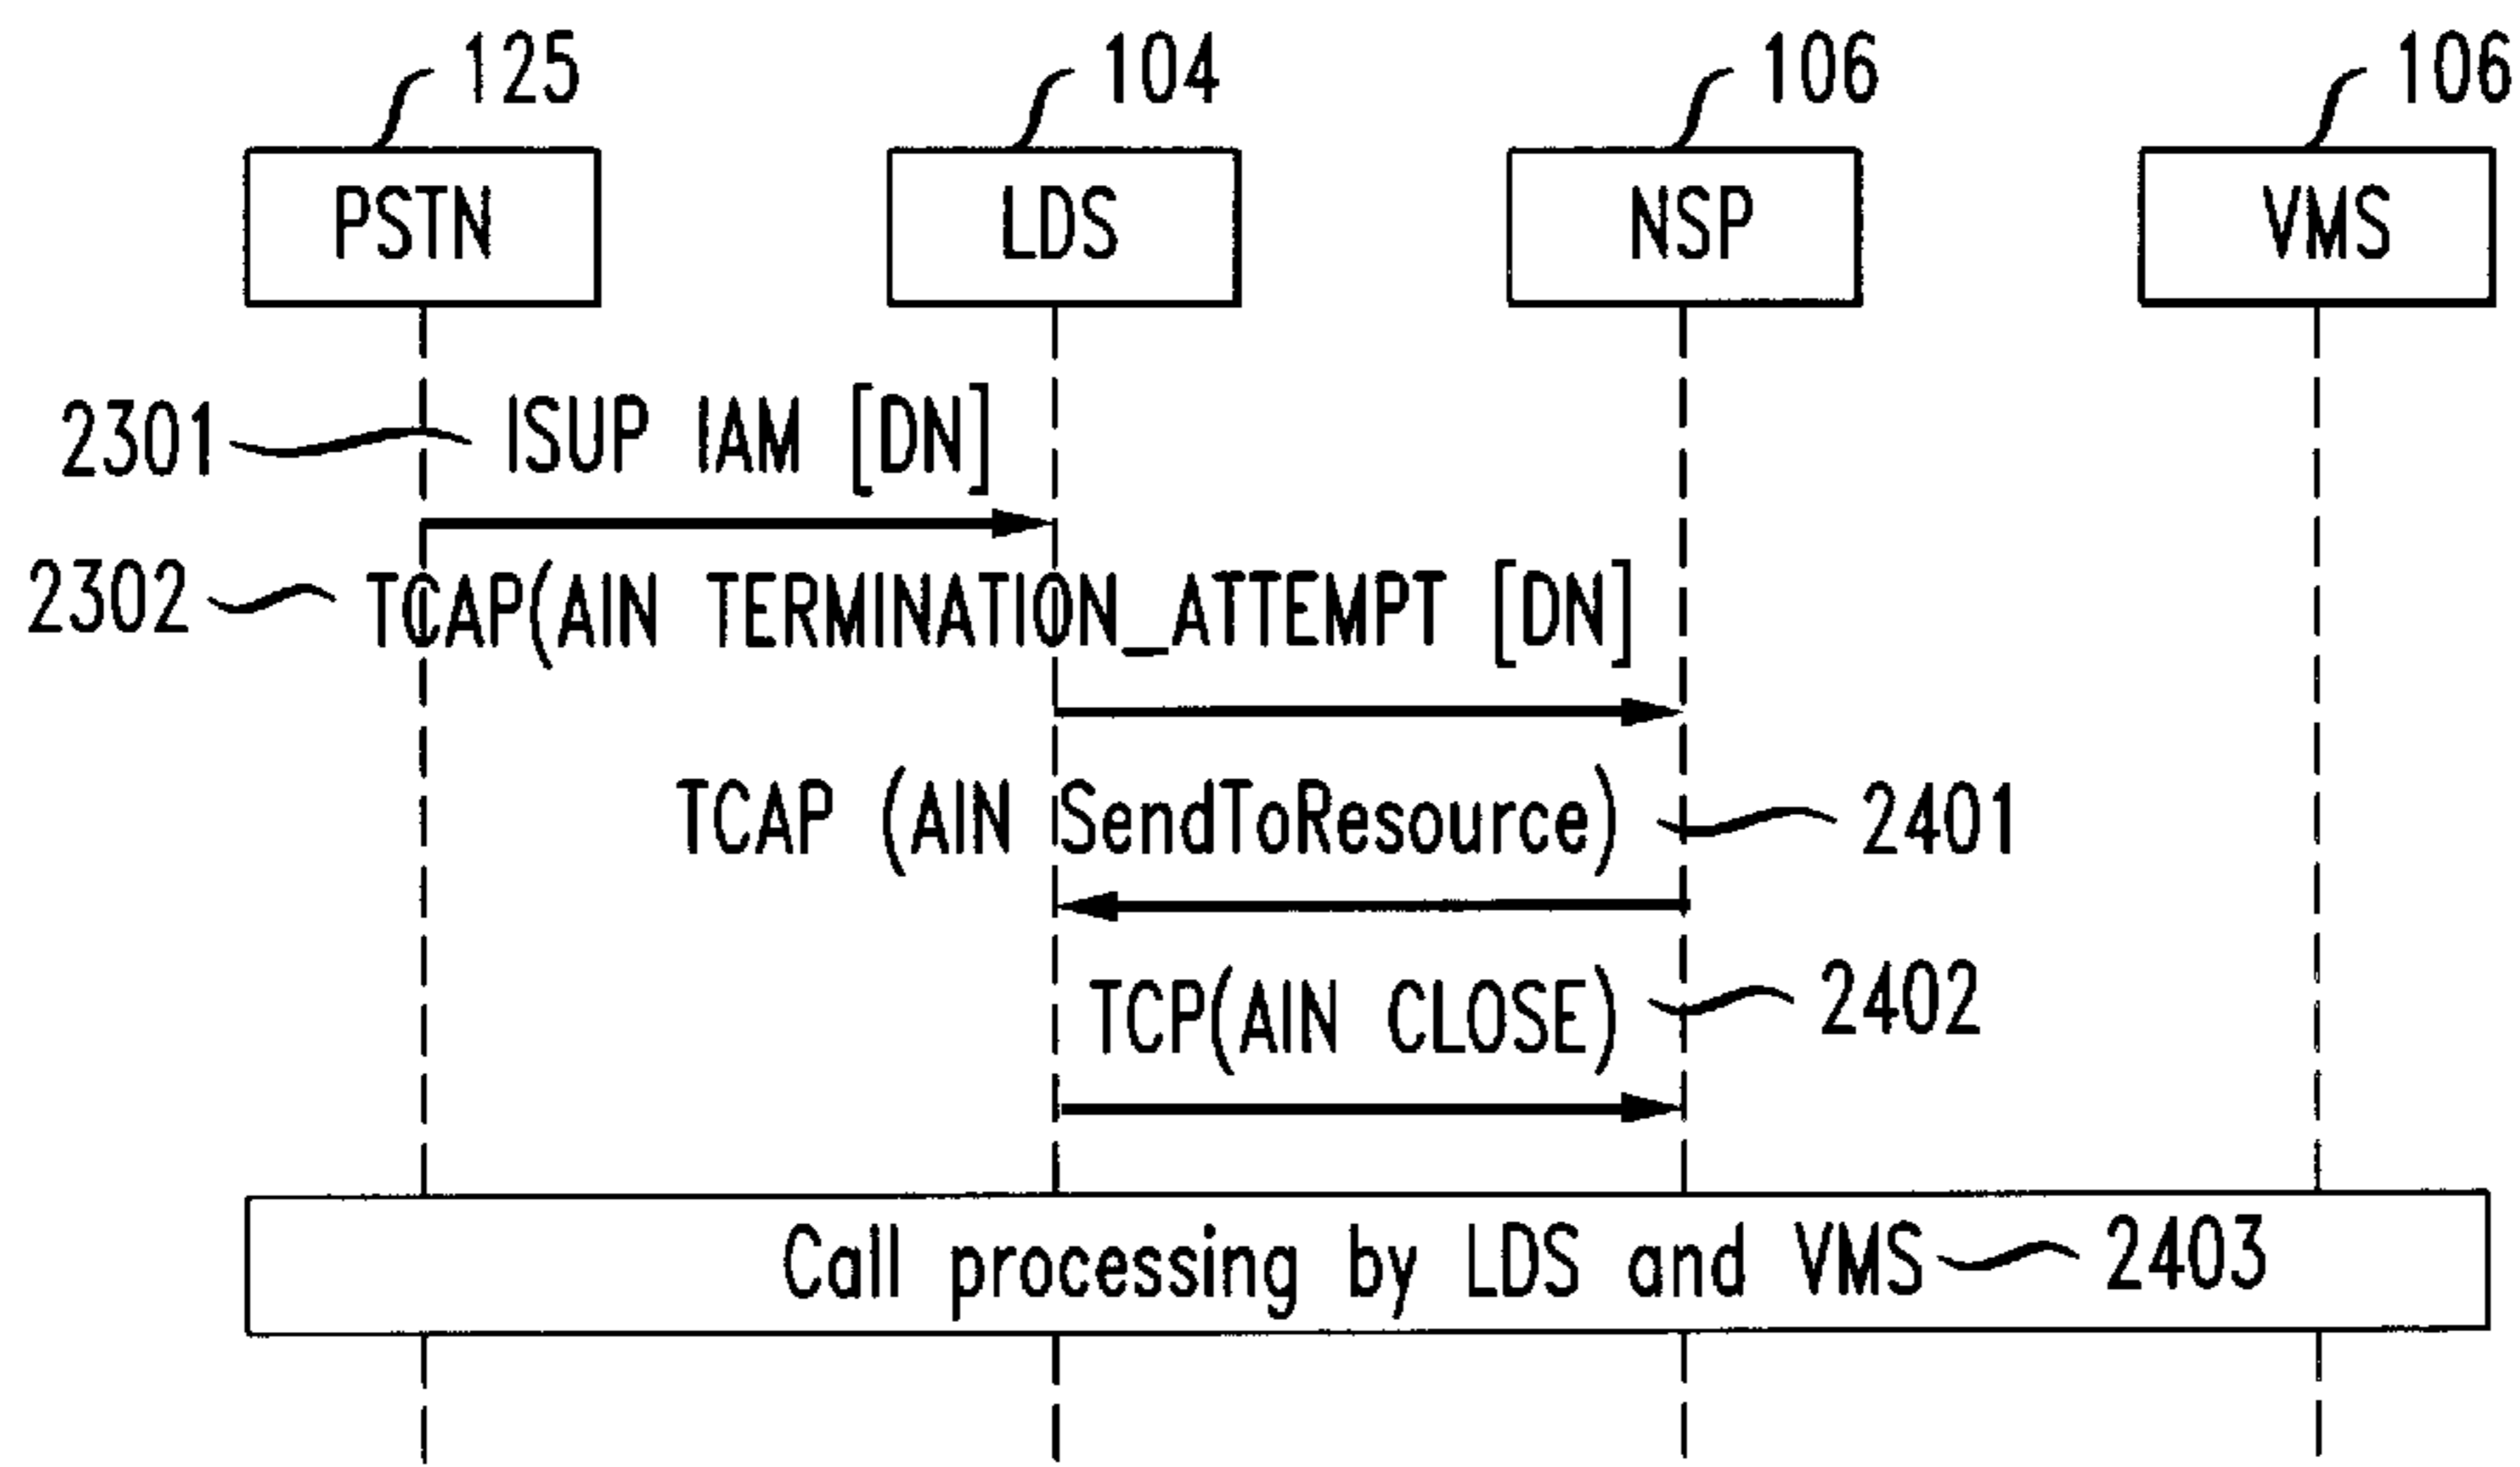 125 104 106 106
PSTN LDS NSP VMS
2301 ISUP IAM [DN]
2302 TCAP(AIN TERMINATION_ATTEMPT [DN]
TCAP (AIN SendToResource) 2401
TCP(AIN CLOSE) 2402
Call processing by LDS and VMS 2403